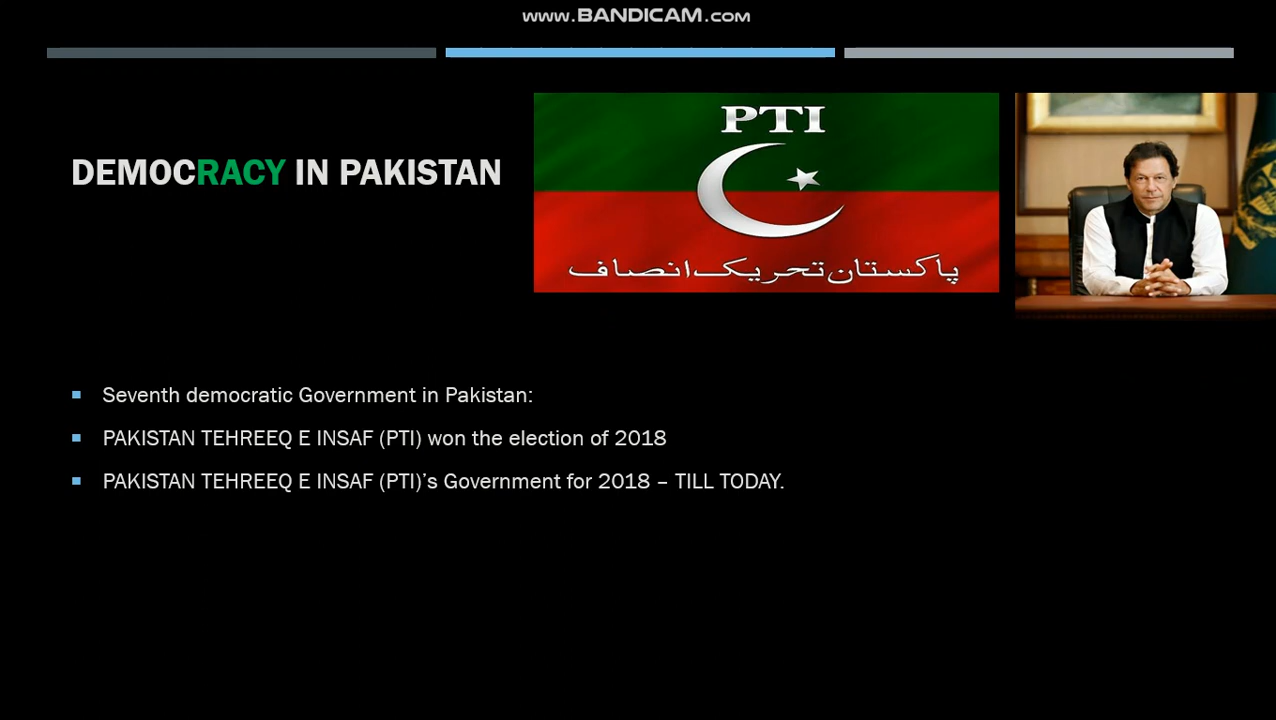 www.BANDICAM.com
DEMOCRACY IN PAKISTAN
PTI
پاکستان تحریک انصاف
Seventh democratic Government in Pakistan:
PAKISTAN TEHREEQ E INSAF (PTI) won the election of 2018
PAKISTAN TEHREEQ E INSAF (PTI)’s Government for 2018 – TILL TODAY.